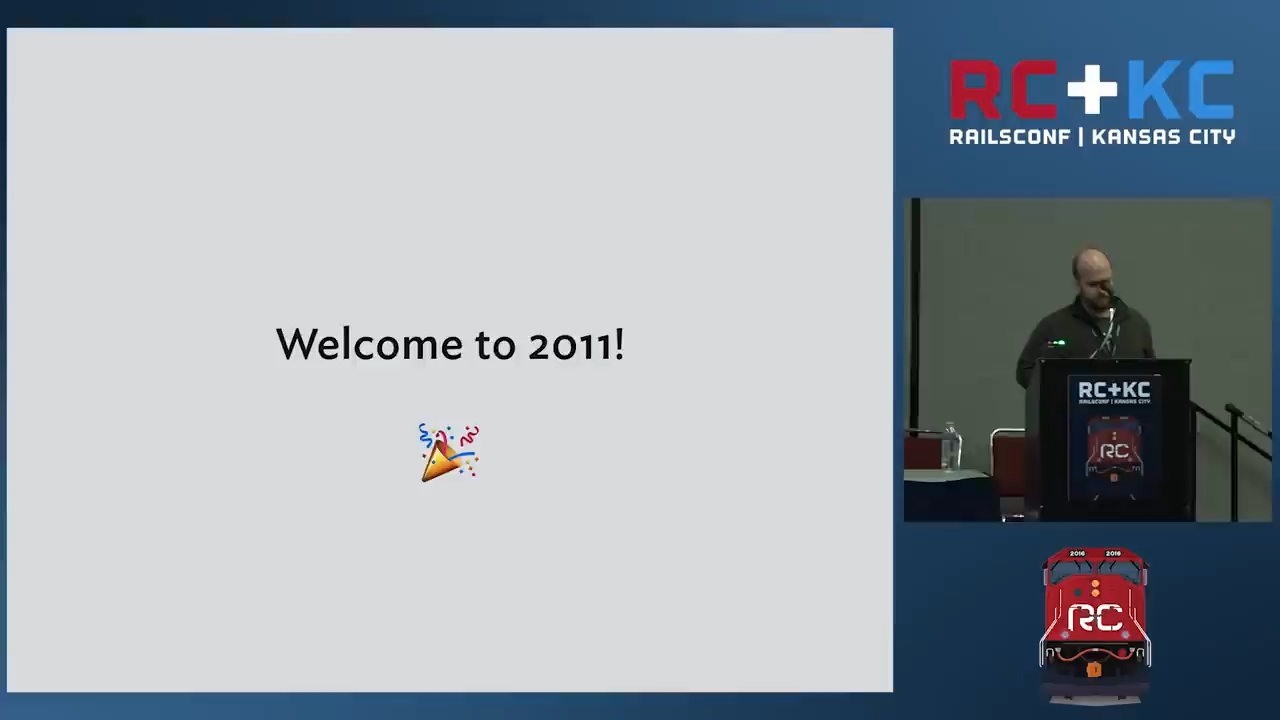 Welcome to 2011!
RC+KC
RAILSCONF | KANSAS CITY
RC+KC
RAILSCONF | KANSAS CITY
RC
2016 2016
RC